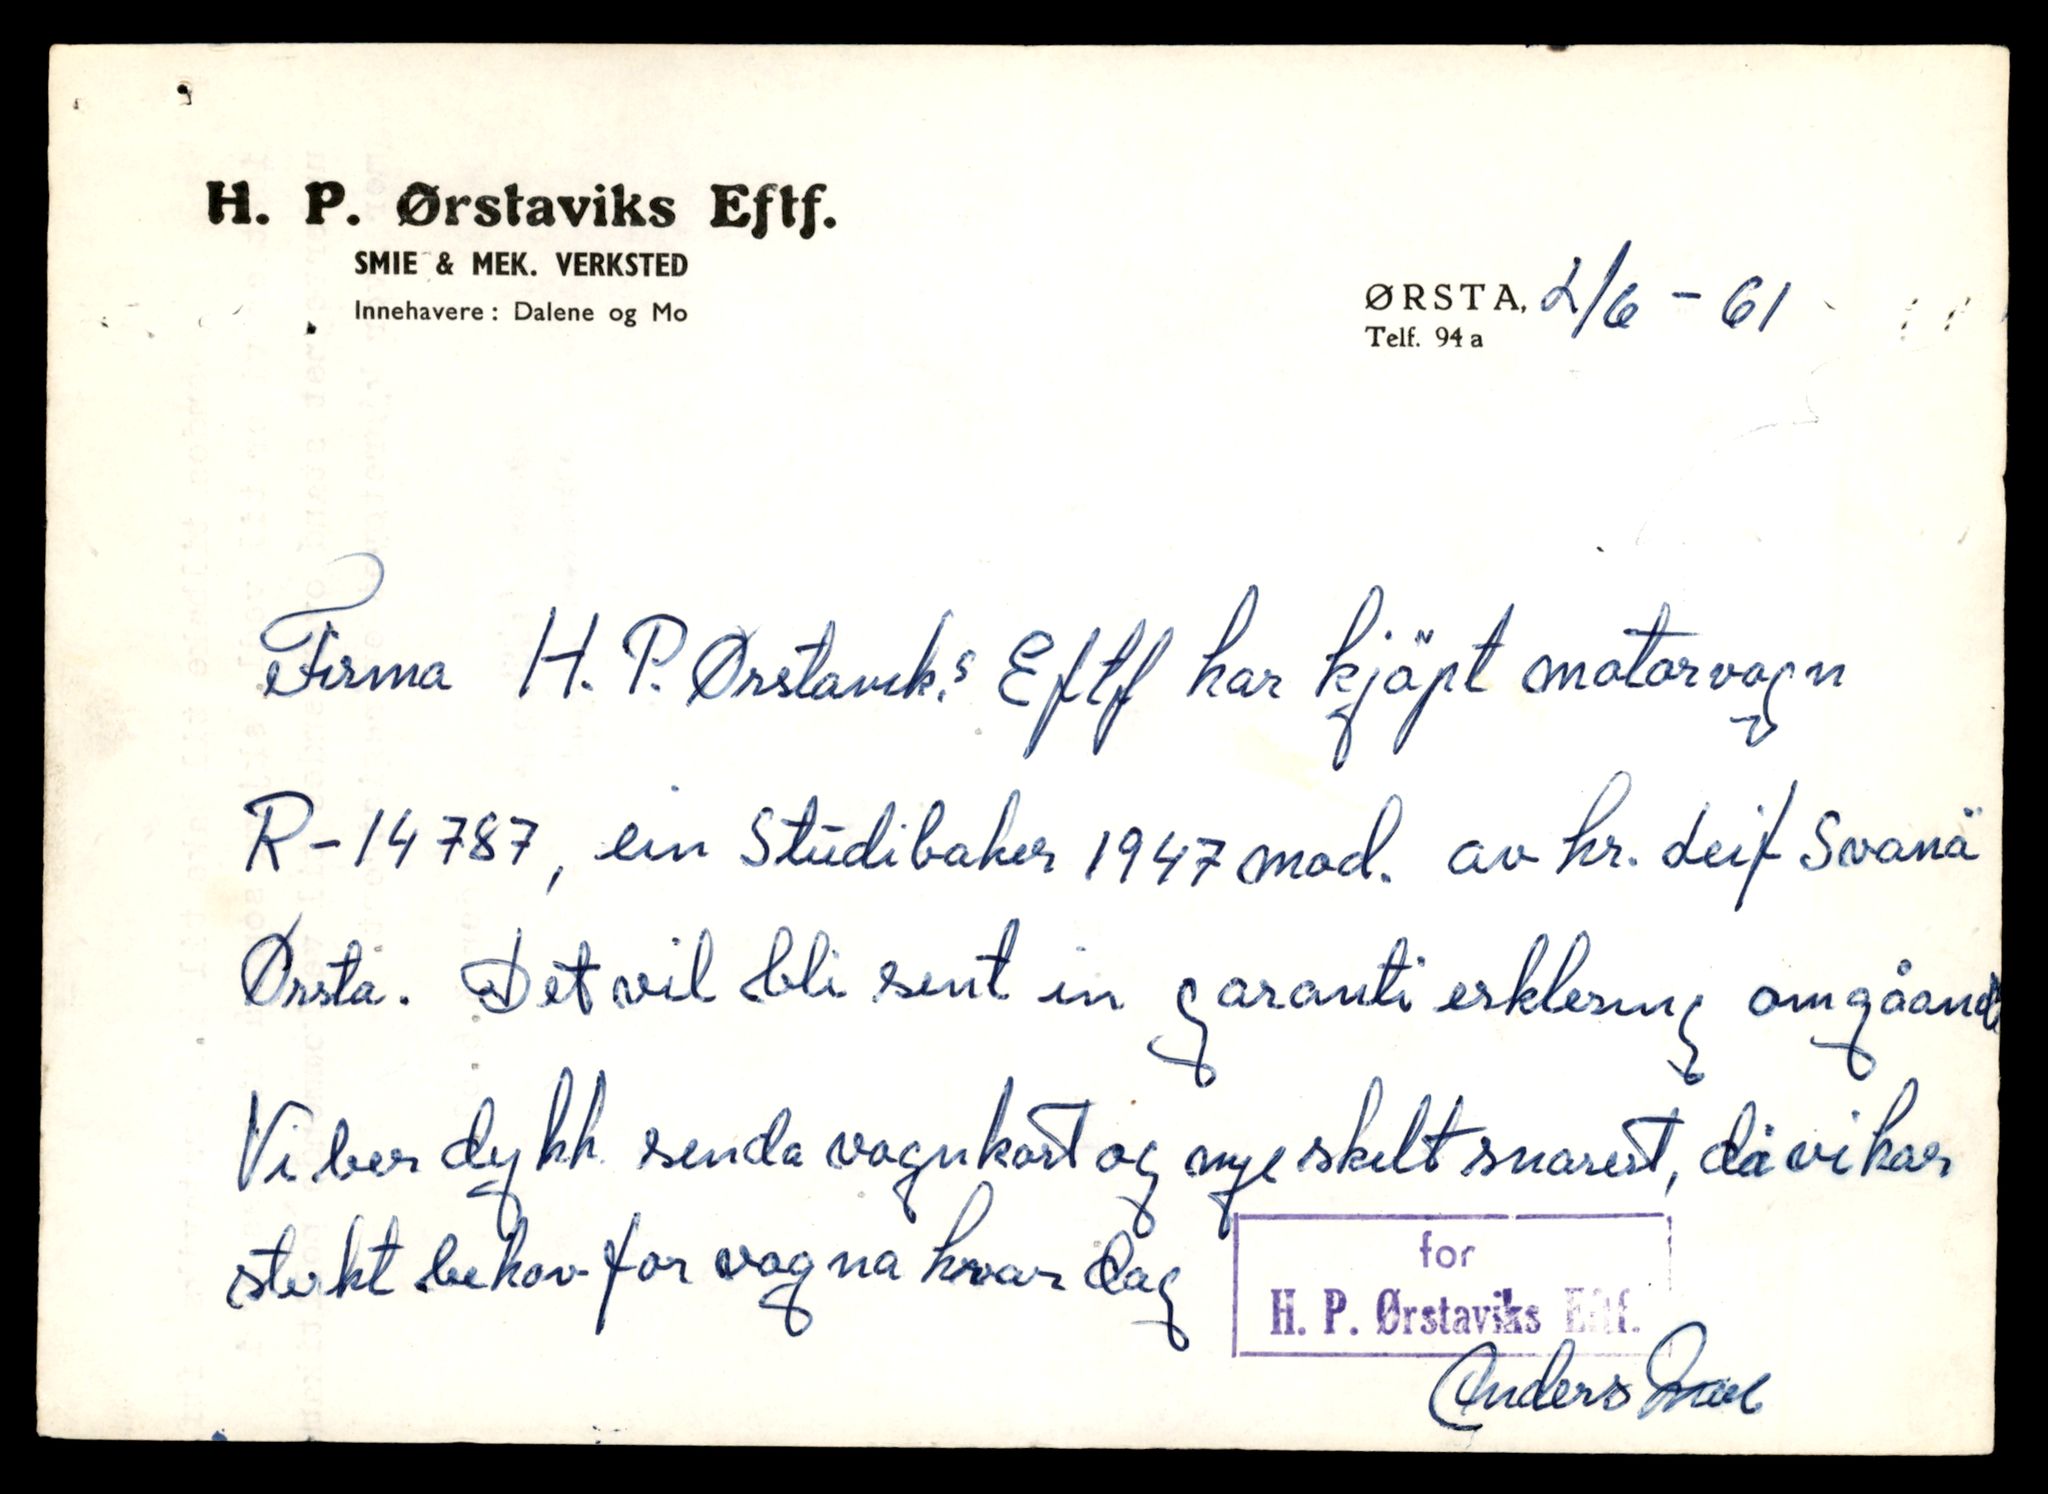 H. P. Ørstaviks Eftf.
SMIE & MEK. VERKSTED
Innehavere: Dalene og Mo
ØRSTA, 2/6 - 61
Telf. 94 a
Firma H. P. Ørstavik,s Eftf har kjöpt motorvogn
R-14787, ein Studibaker 1947 mod. av hr. Leif Svanä
Ørsta. Det vil bli sent in garanti erklering omgåande
Vi ber dykk senda vognkort og nye skilt snarest, då vi har
sterkt behov for vogna hvar dag
for
H. P. Ørstaviks Eftf.
Anders